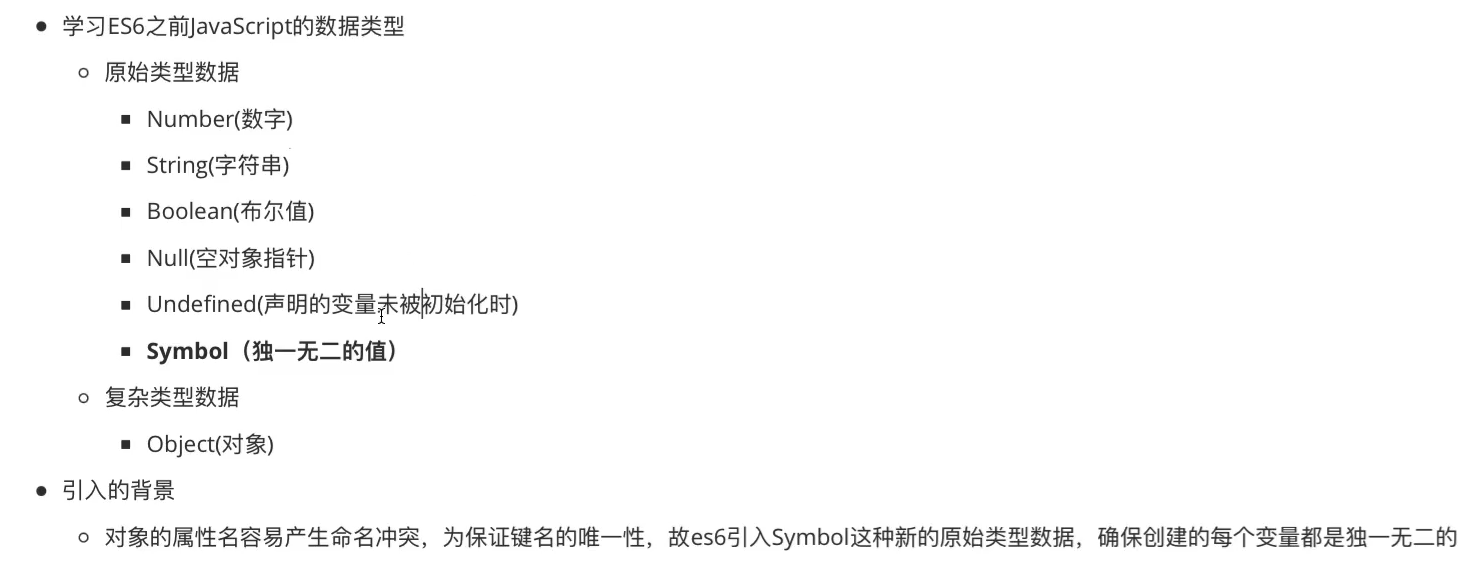 学习ES6之前JavaScript的数据类型
原始类型数据
Number(数字)
String(字符串)
Boolean(布尔值)
Null(空对象指针)
Undefined(声明的变量未被初始化时)
Symbol（独一无二的值）
复杂类型数据
Object(对象)
引入的背景
对象的属性名容易产生命名冲突，为保证键名的唯一性，故es6引入Symbol这种新的原始类型数据，确保创建的每个变量都是独一无二的